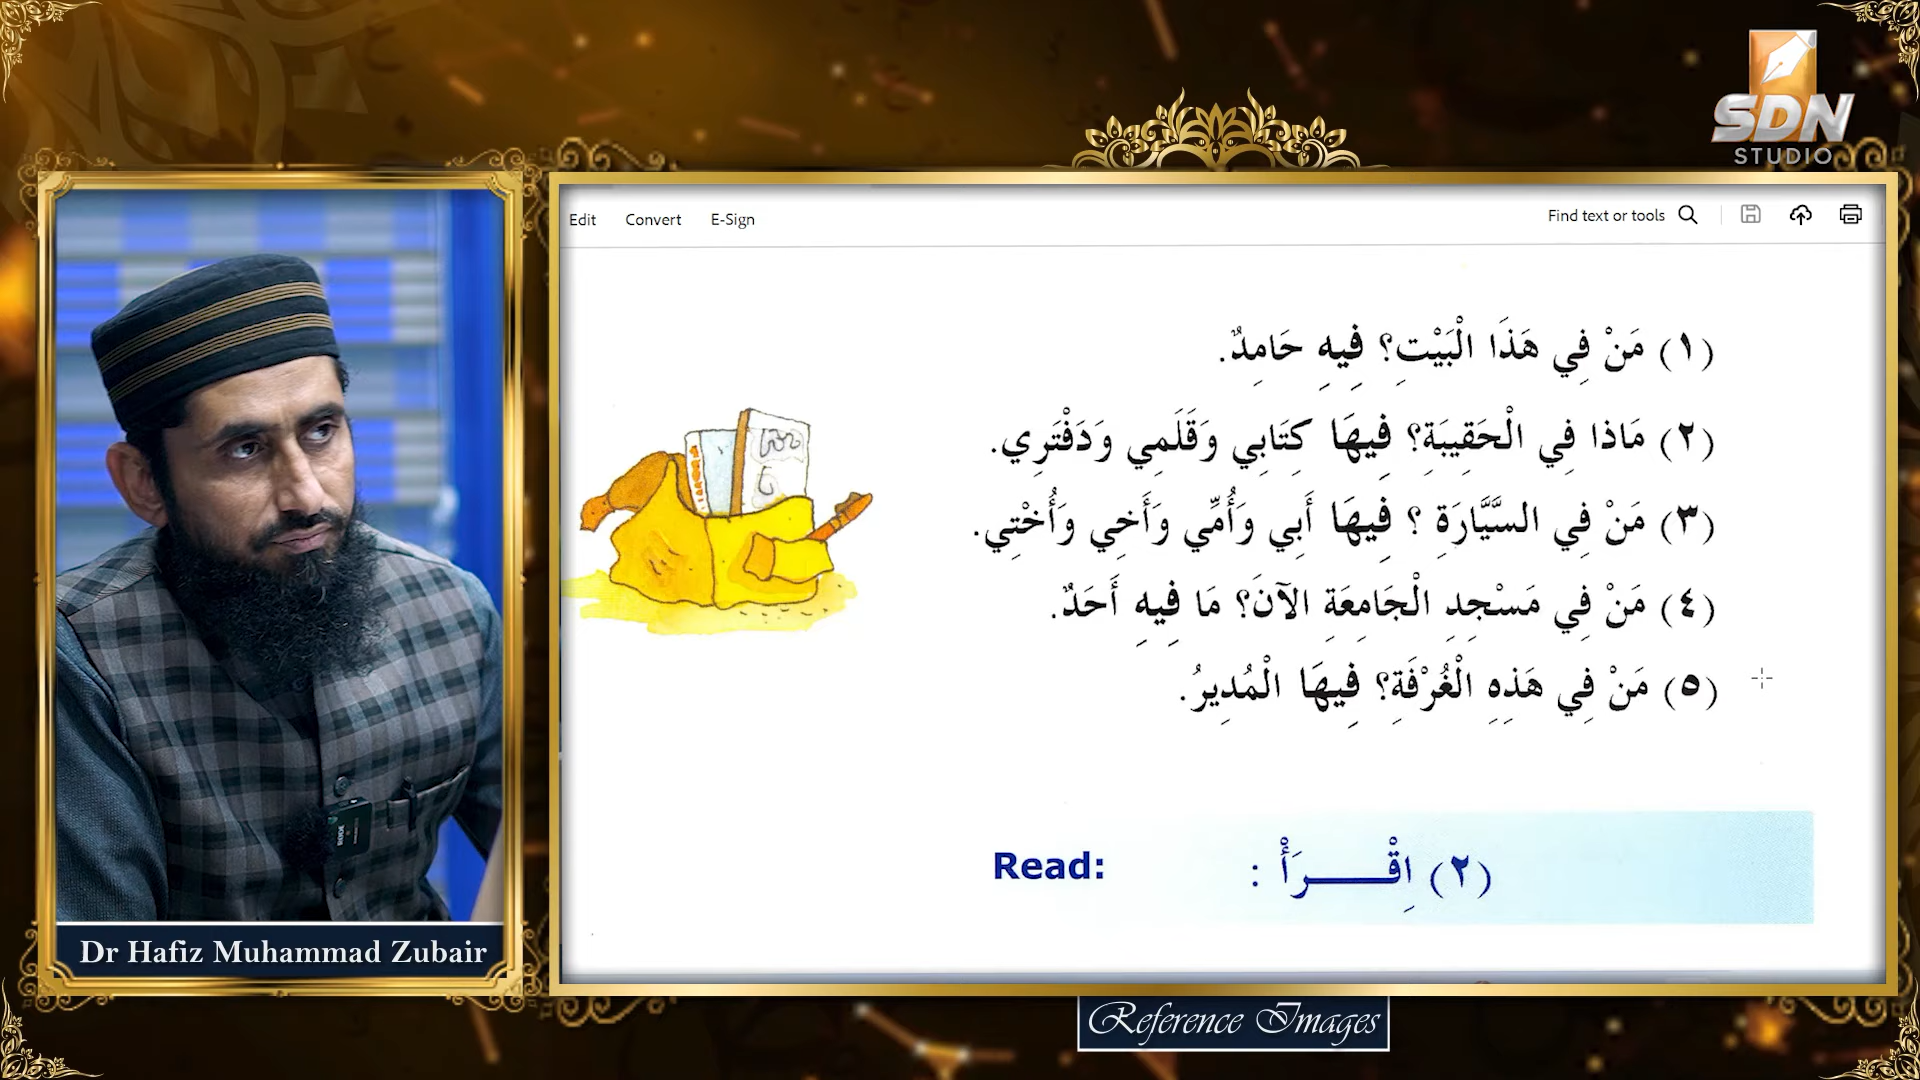 SDN
STUDIO
Edit Convert E-Sign
Find text or tools
(١) مَنْ فِي هَذَا الْبَيْتِ؟ فِيهِ حَامِدٌ.
(٢) مَاذا فِي الْحَقِيبَةِ؟ فِيهَا كِتَابِي وَقَلَمِي وَدَفْتَرِي.
(٣) مَنْ فِي السَّيَّارَةِ ؟ فِيهَا أَبِي وَأُمِّي وَأَخِي وَأُخْتِي.
(٤) مَنْ فِي مَسْجِدِ الْجَامِعَةِ الآنَ؟ مَا فِيهِ أَحَدٌ.
(٥) مَنْ فِي هَذِهِ الْغُرْفَةِ؟ فِيهَا الْمُدِيرُ.
Read: (٢) اِقْـــرَأْ :
Dr Hafiz Muhammad Zubair
Reference Images